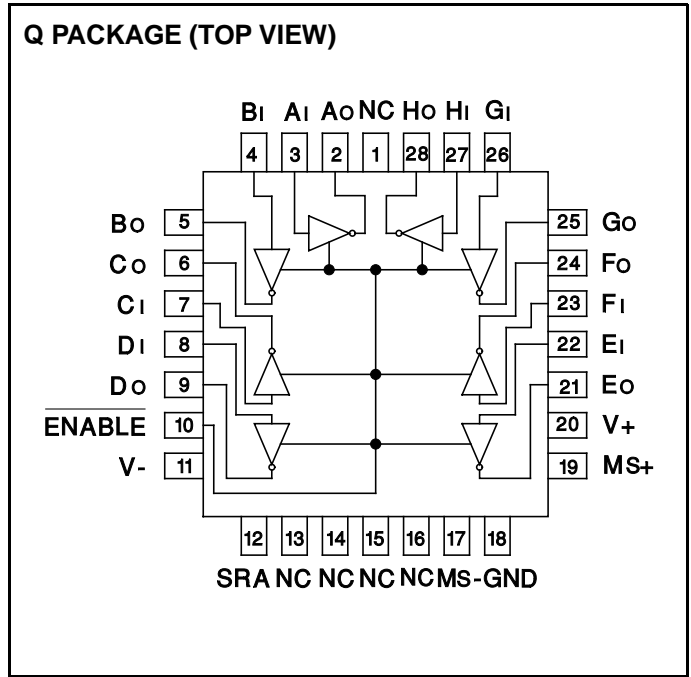 Q PACKAGE (TOP VIEW)
BI AI AO NC HO HI GI
4 3 2 1 28 27 26
BO 5 25 GO
CO 6 24 FO
CI 7 23 FI
DI 8 22 EI
DO 9 21 EO
ENABLE 10 20 V+
V- 11 19 MS+
12 13 14 15 16 17 18
SRA NC NC NC NC MS- GND